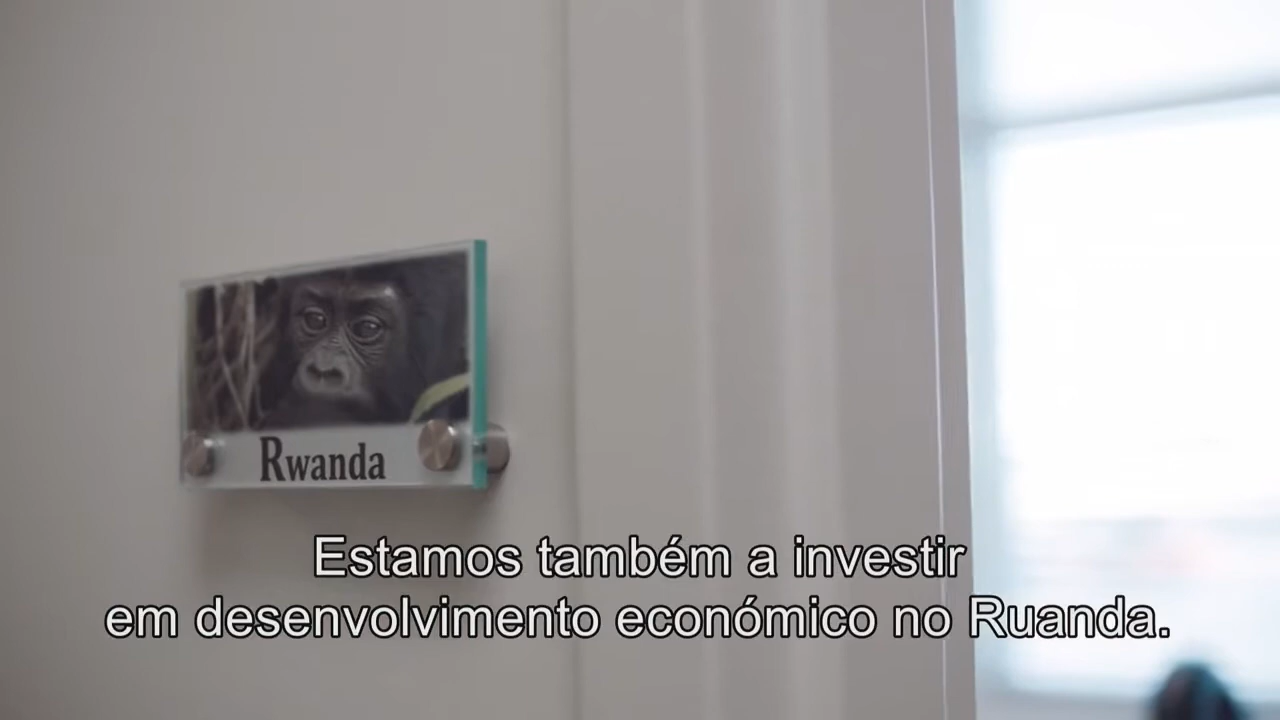 Rwanda
Estamos também a investir
em desenvolvimento económico no Ruanda.